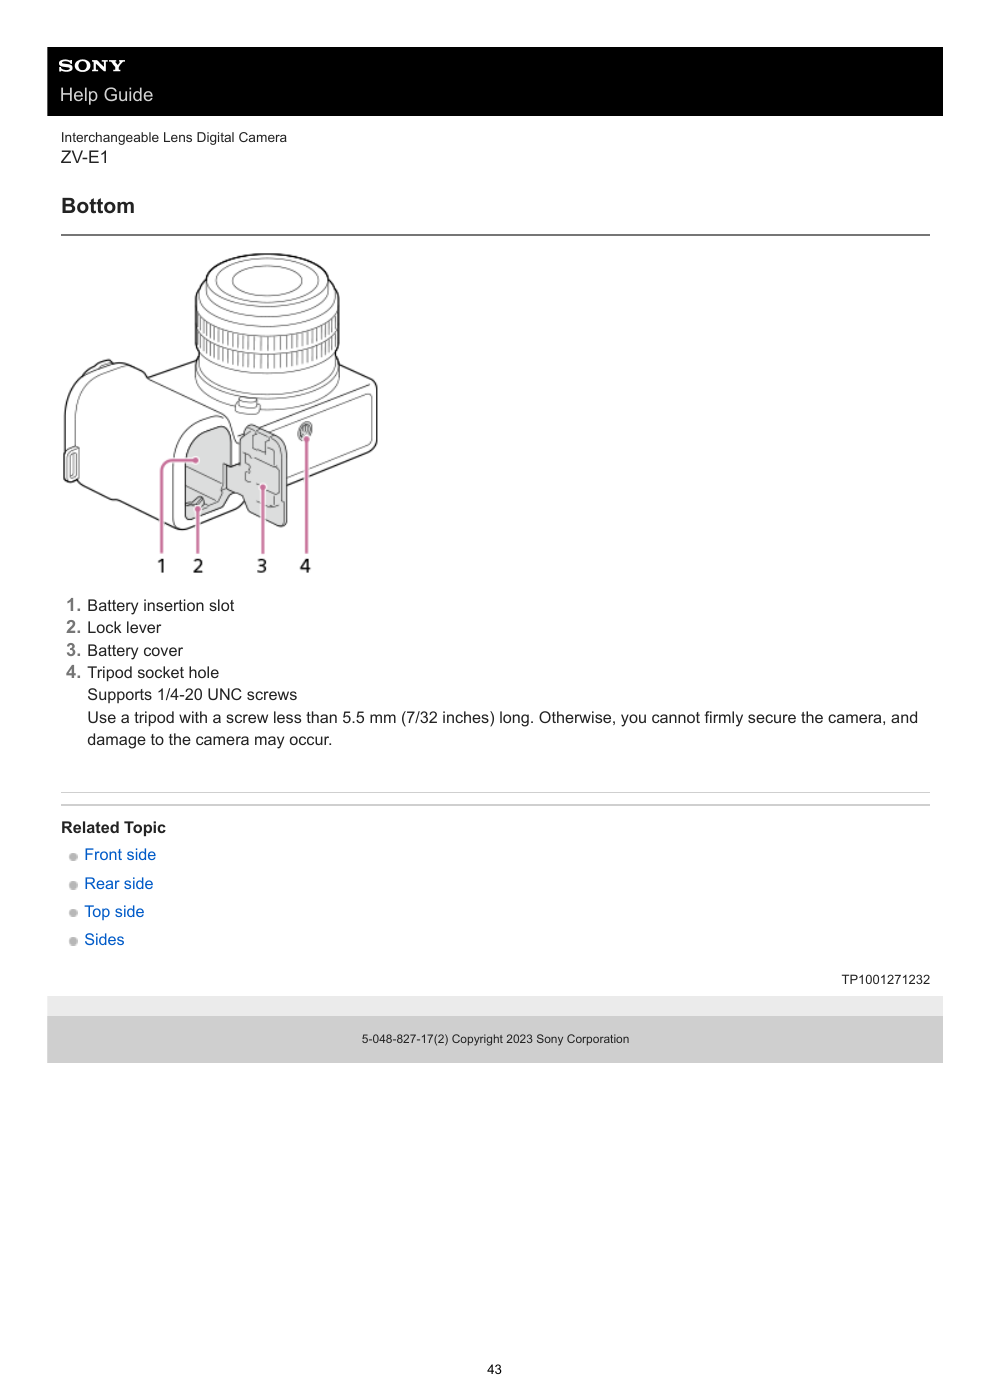 SONY
Help Guide
Interchangeable Lens Digital Camera
ZV-E1
Bottom
1 2 3 4
1. Battery insertion slot
2. Lock lever
3. Battery cover
4. Tripod socket hole
Supports 1/4-20 UNC screws
Use a tripod with a screw less than 5.5 mm (7/32 inches) long. Otherwise, you cannot firmly secure the camera, and
damage to the camera may occur.
Related Topic
Front side
Rear side
Top side
Sides
TP1001271232
5-048-827-17(2) Copyright 2023 Sony Corporation
43